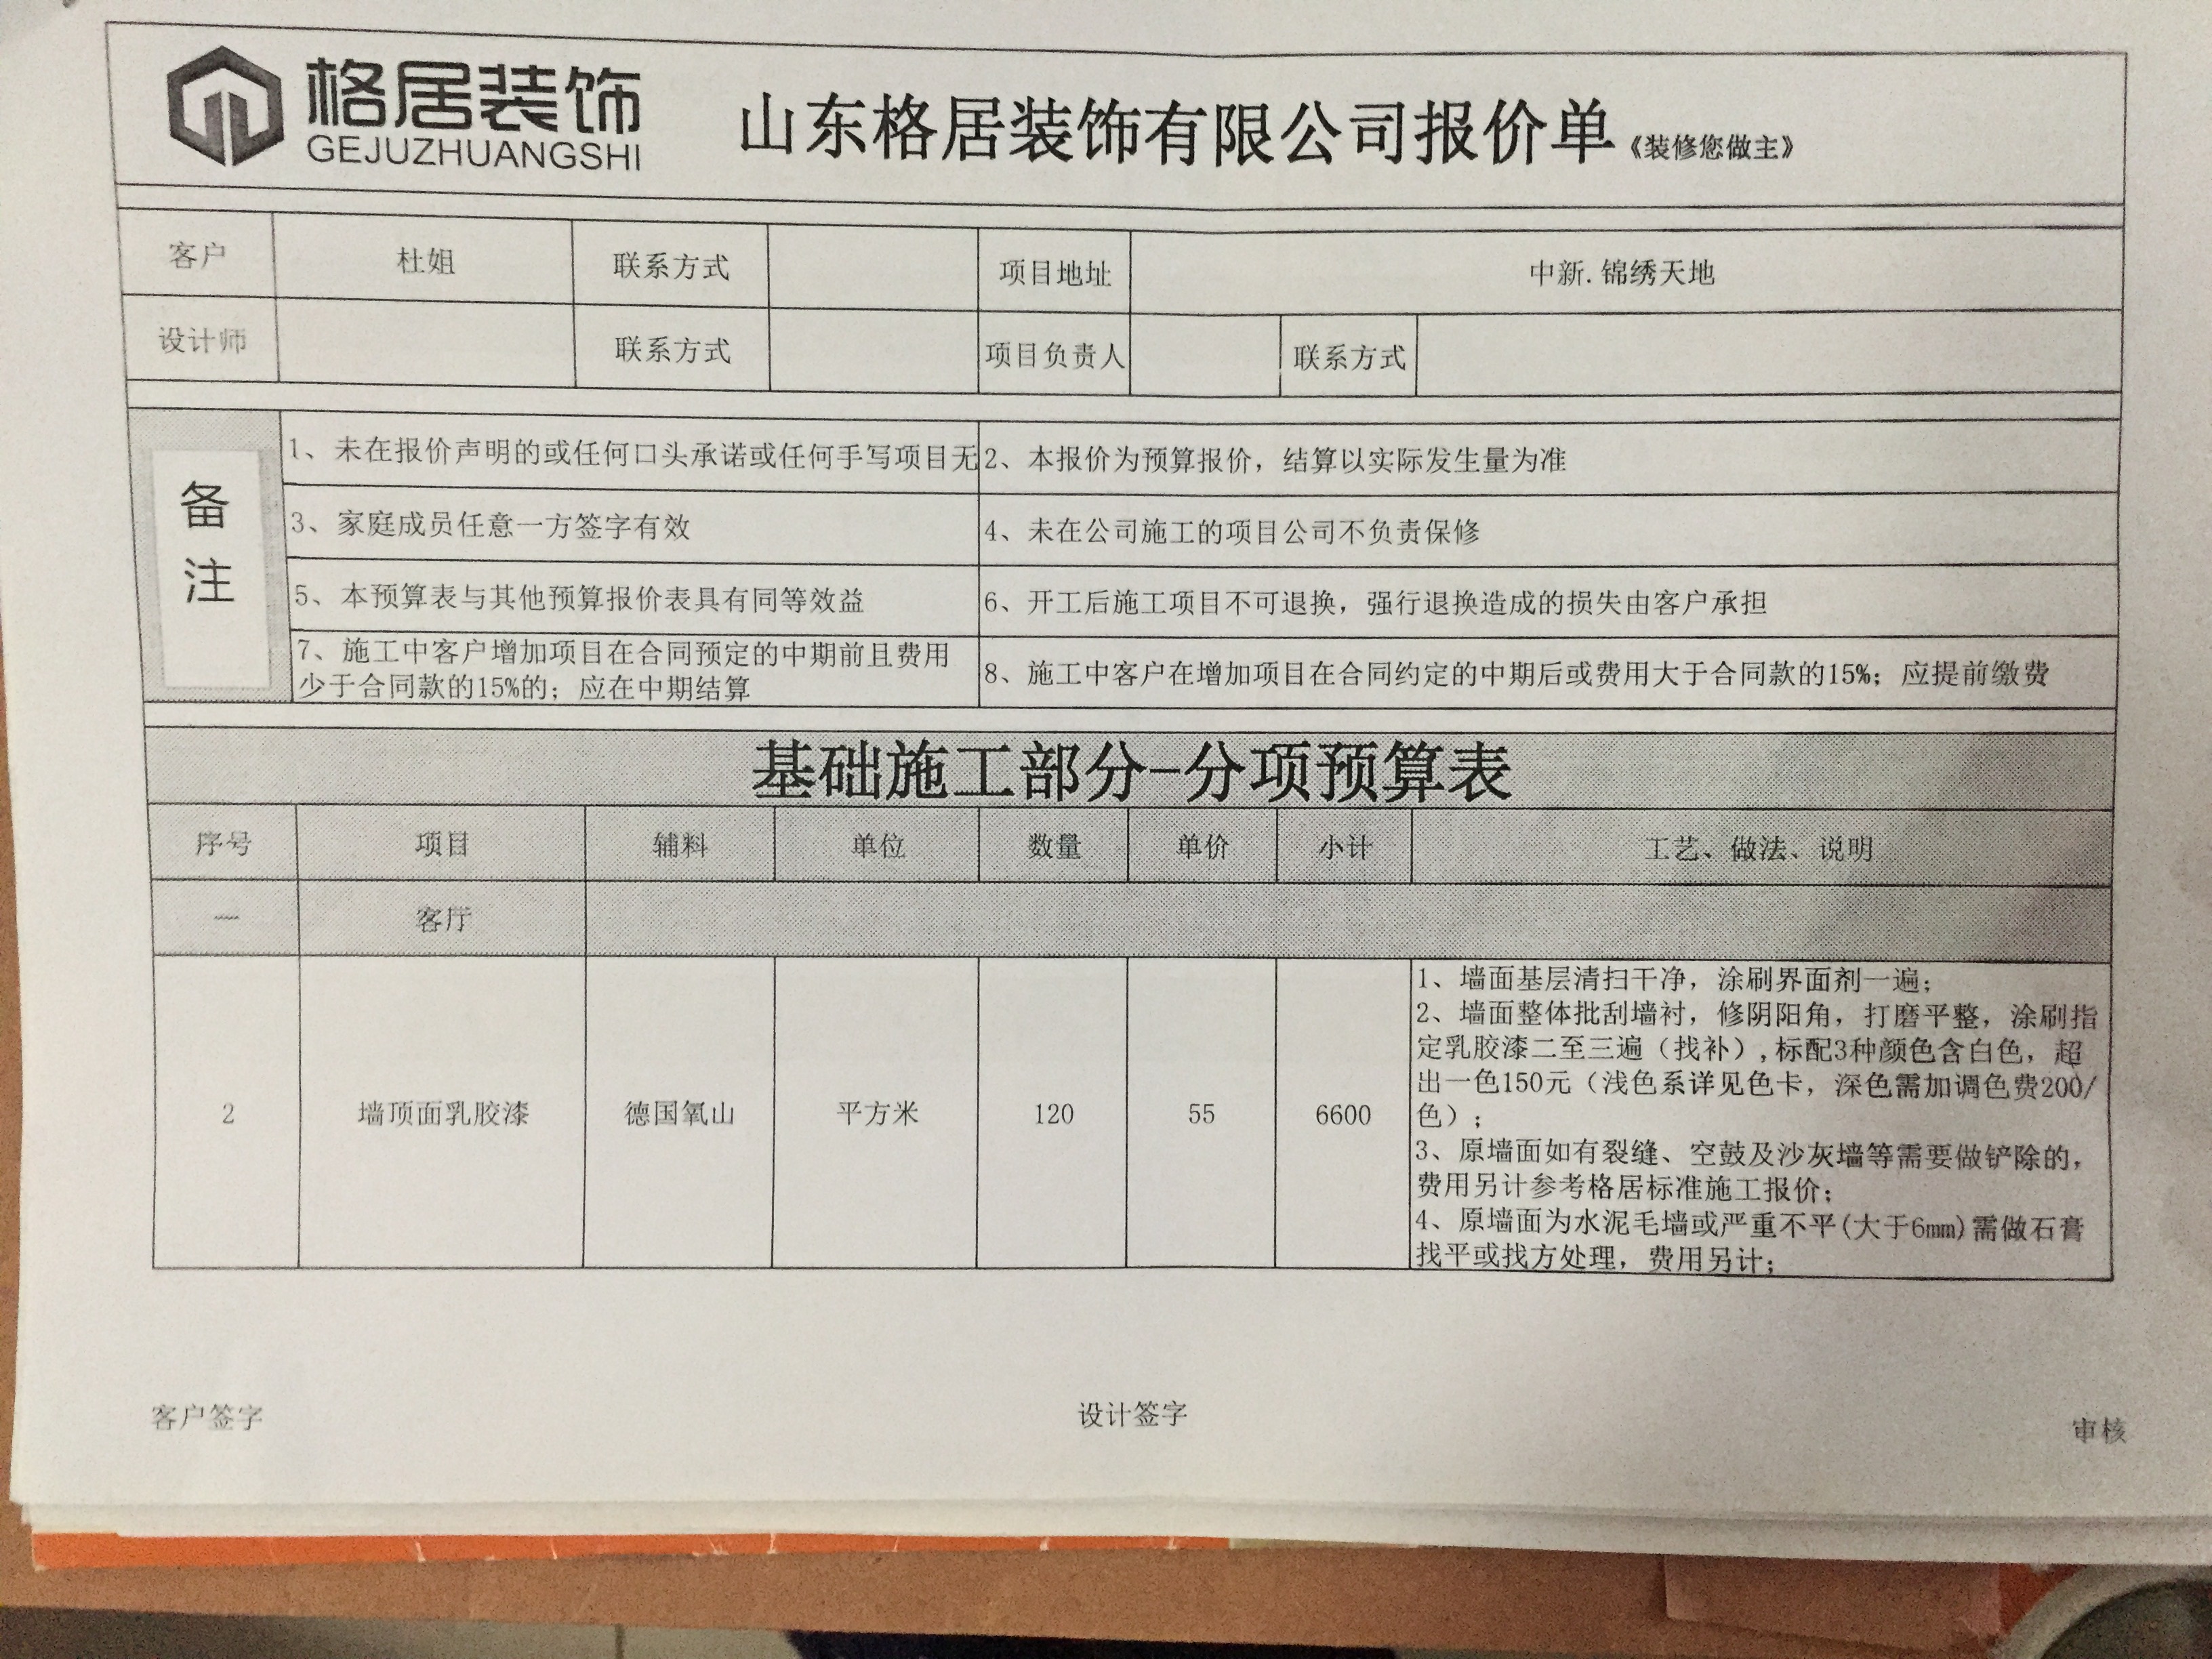 格居装饰
GEJUZHUANGSHI
山东格居装饰有限公司报价单《装修您做主》
客户 杜姐 联系方式 项目地址 中新.锦绣天地
设计师 联系方式 项目负责人 联系方式
备注
1、未在报价声明的或任何口头承诺或任何手写项目无
2、本报价为预算报价，结算以实际发生量为准
3、家庭成员任意一方签字有效
4、未在公司施工的项目公司不负责保修
5、本预算表与其他预算报价表具有同等效益
6、开工后施工项目不可退换，强行退换造成的损失由客户承担
7、施工中客户增加项目在合同预定的中期前且费用
少于合同款的15%的；应在中期结算
8、施工中客户在增加项目在合同约定的中期后或费用大于合同款的15%；应提前缴费
基础施工部分-分项预算表
序号 项目 辅料 单位 数量 单价 小计 工艺、做法、说明
一 客厅
2 墙顶面乳胶漆 德国氧山 平方米 120 55 6600
1、墙面基层清扫干净，涂刷界面剂一遍；
2、墙面整体批刮墙衬，修阴阳角，打磨平整，涂刷指
定乳胶漆二至三遍（找补）,标配3种颜色含白色，超
出一色150元（浅色系详见色卡，深色需加调色费200/
色）；
3、原墙面如有裂缝、空鼓及沙灰墙等需要做铲除的，
费用另计参考格居标准施工报价；
4、原墙面为水泥毛墙或严重不平(大于6mm)需做石膏
找平或找方处理，费用另计；
客户签字 设计签字 审核